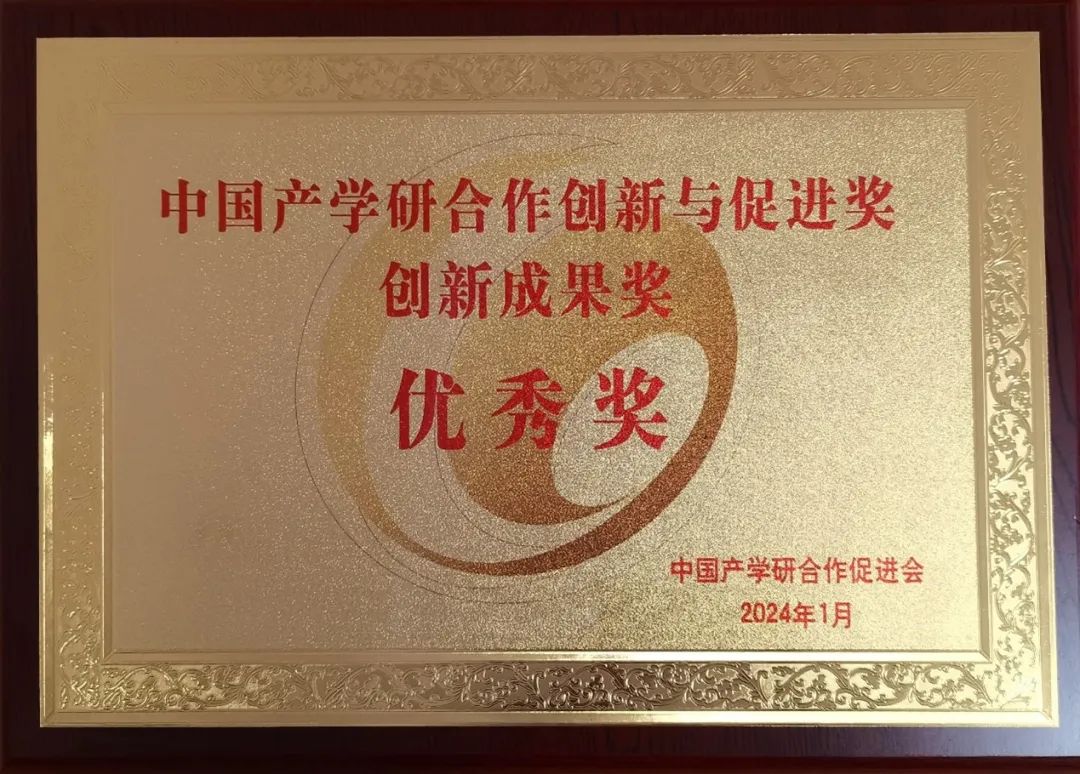 中国产学研合作创新与促进奖
创新成果奖
优秀奖
中国产学研合作促进会
2024年1月